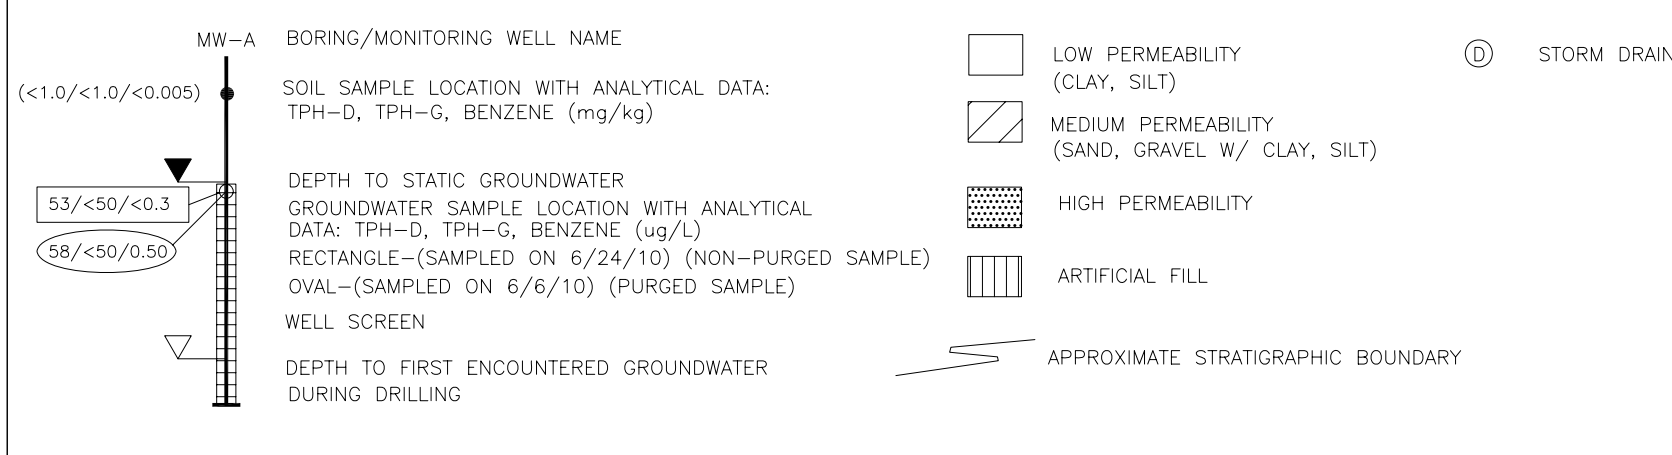 MW-A BORING/MONITORING WELL NAME
(<1.0/<1.0/<0.005) SOIL SAMPLE LOCATION WITH ANALYTICAL DATA:
TPH-D, TPH-G, BENZENE (mg/kg)
DEPTH TO STATIC GROUNDWATER
53/<50/<0.3
GROUNDWATER SAMPLE LOCATION WITH ANALYTICAL
DATA: TPH-D, TPH-G, BENZENE (ug/L)
58/<50/0.50
RECTANGLE-(SAMPLED ON 6/24/10) (NON-PURGED SAMPLE)
OVAL-(SAMPLED ON 6/6/10) (PURGED SAMPLE)
WELL SCREEN
DEPTH TO FIRST ENCOUNTERED GROUNDWATER
DURING DRILLING
LOW PERMEABILITY
(CLAY, SILT)
MEDIUM PERMEABILITY
(SAND, GRAVEL W/ CLAY, SILT)
HIGH PERMEABILITY
ARTIFICIAL FILL
APPROXIMATE STRATIGRAPHIC BOUNDARY
D STORM DRAIN